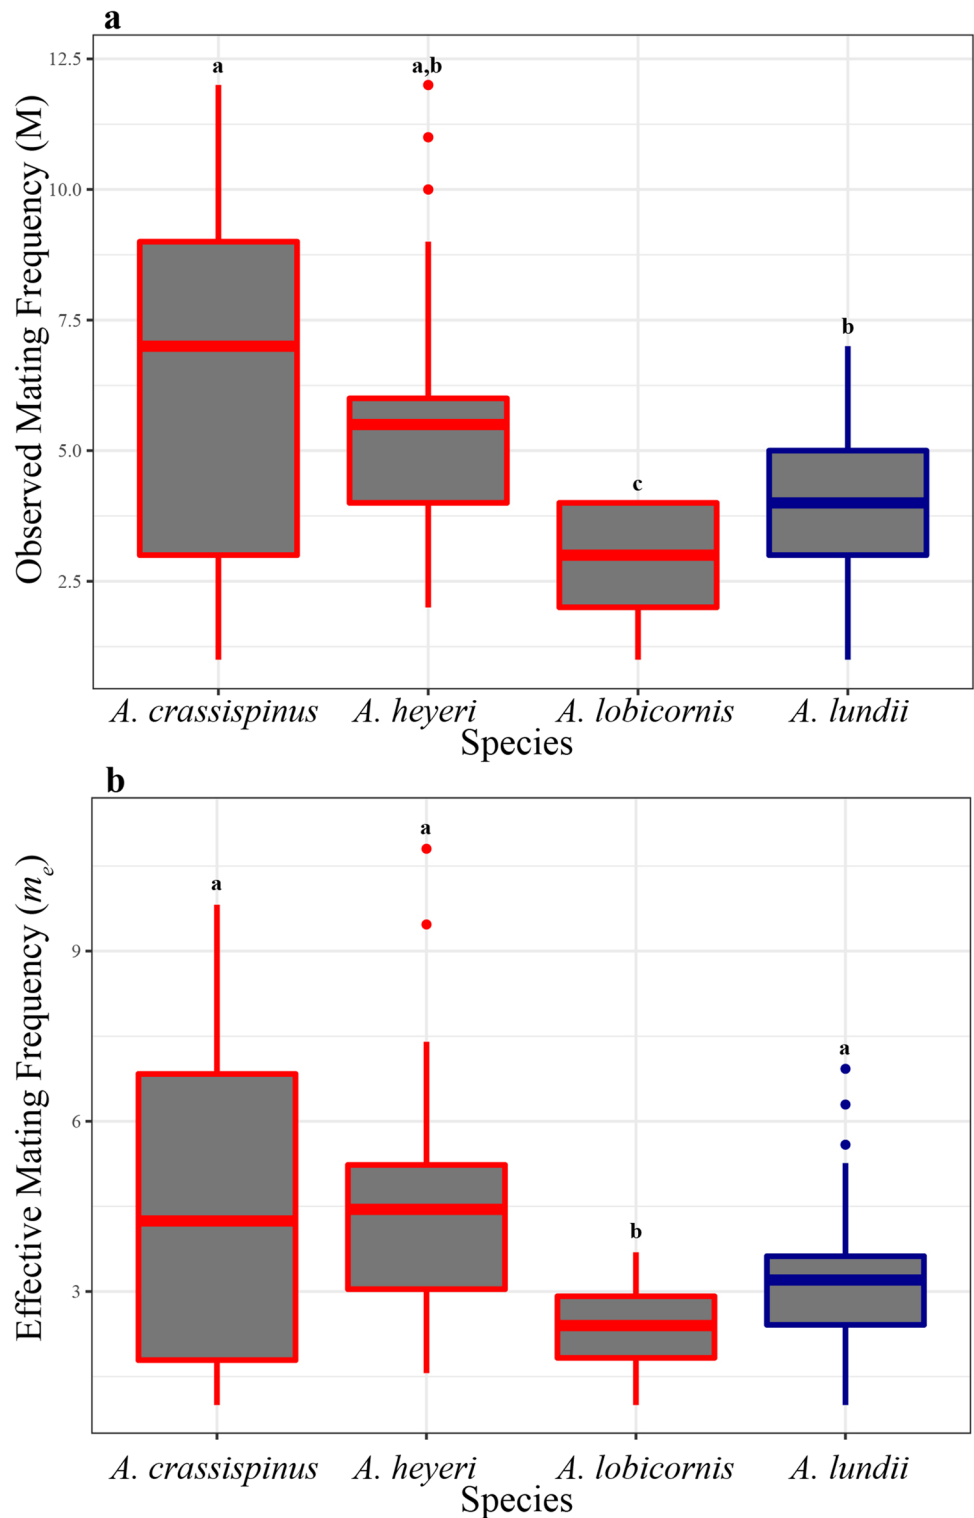 a
Observed Mating Frequency (M)
12.5
10.0
7.5
5.0
2.5
a
a,b
c
b
A. crassispinus
A. heyeri
A. lobicornis
A. lundii
Species
b
Effective Mating Frequency (mₑ)
9
6
3
a
a
b
a
A. crassispinus
A. heyeri
A. lobicornis
A. lundii
Species